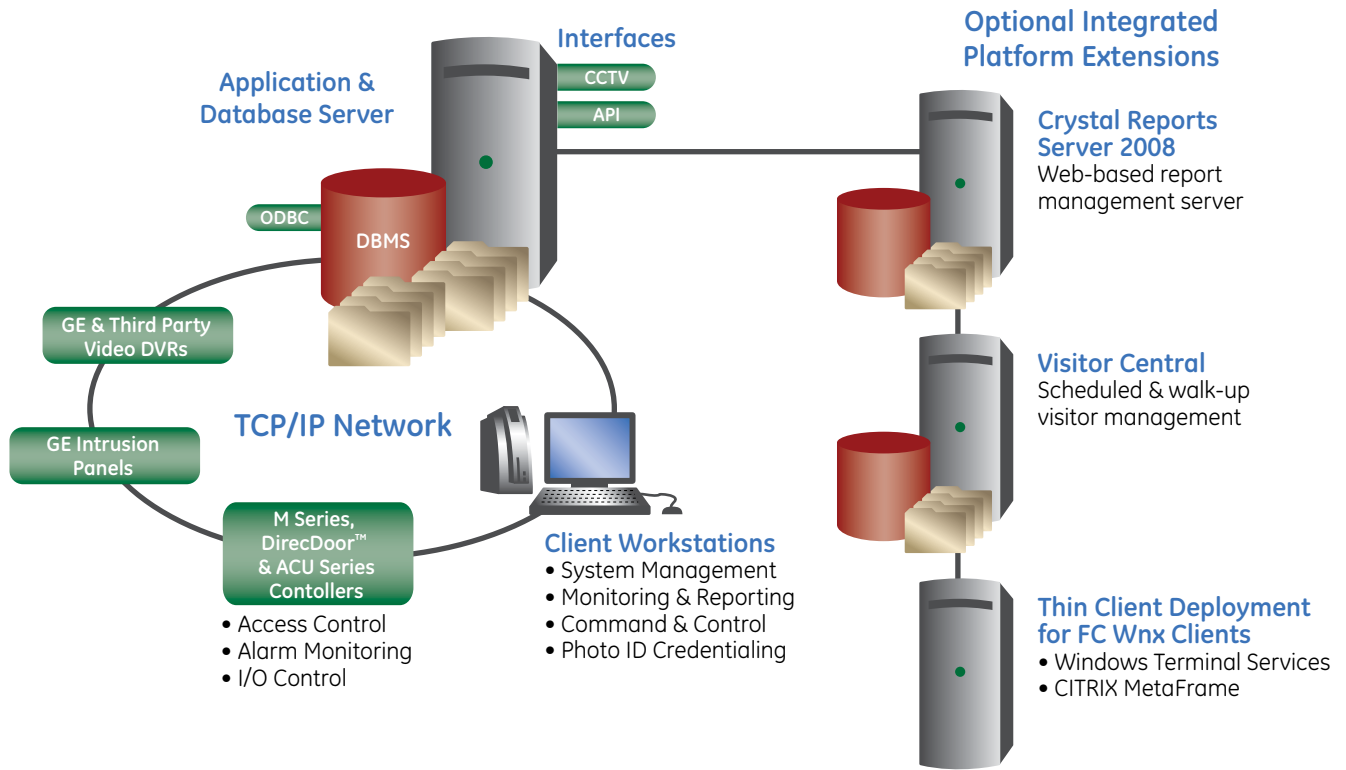 Application &
Database Server
Interfaces
CCTV
API
ODBC
DBMS
GE & Third Party
Video DVRs
GE Intrusion
Panels
TCP/IP Network
M Series,
DirecDoor™
& ACU Series
Contollers
• Access Control
• Alarm Monitoring
• I/O Control
Client Workstations
• System Management
• Monitoring & Reporting
• Command & Control
• Photo ID Credentialing
Optional Integrated
Platform Extensions
Crystal Reports
Server 2008
Web-based report
management server
Visitor Central
Scheduled & walk-up
visitor management
Thin Client Deployment
for FC Wnx Clients
• Windows Terminal Services
• CITRIX MetaFrame